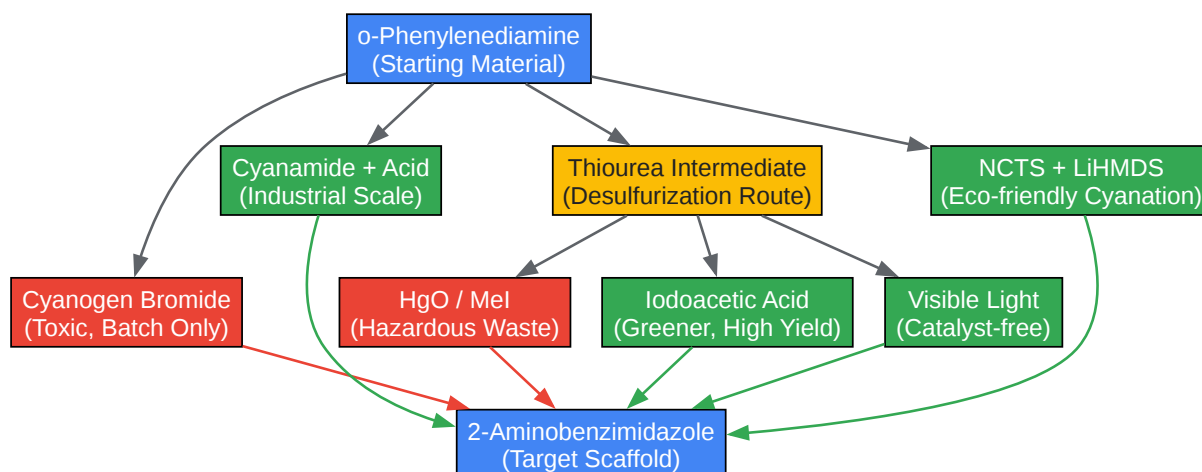 o-Phenylenediamine
(Starting Material)
Cyanamide + Acid
(Industrial Scale)
Thiourea Intermediate
(Desulfurization Route)
NCTS + LiHMDS
(Eco-friendly Cyanation)
Cyanogen Bromide
(Toxic, Batch Only)
HgO / MeI
(Hazardous Waste)
Iodoacetic Acid
(Greener, High Yield)
Visible Light
(Catalyst-free)
2-Aminobenzimidazole
(Target Scaffold)